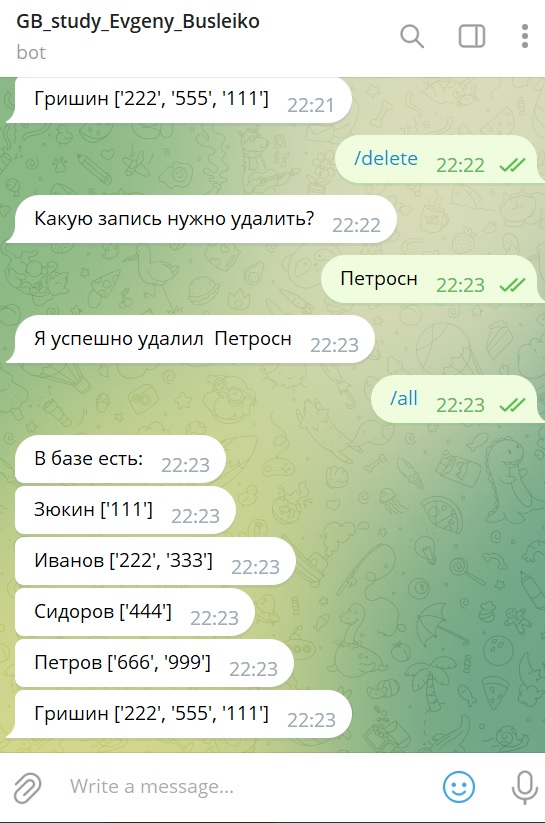 GB_study_Evgeny_Busleiko
bot
Гришин ['222', '555', '111'] 22:21
/delete 22:22
Какую запись нужно удалить? 22:22
Петросн 22:23
Я успешно удалил  Петросн 22:23
/all 22:23
В базе есть: 22:23
Зюкин ['111'] 22:23
Иванов ['222', '333'] 22:23
Сидоров ['444'] 22:23
Петров ['666', '999'] 22:23
Гришин ['222', '555', '111'] 22:23
Write a message...